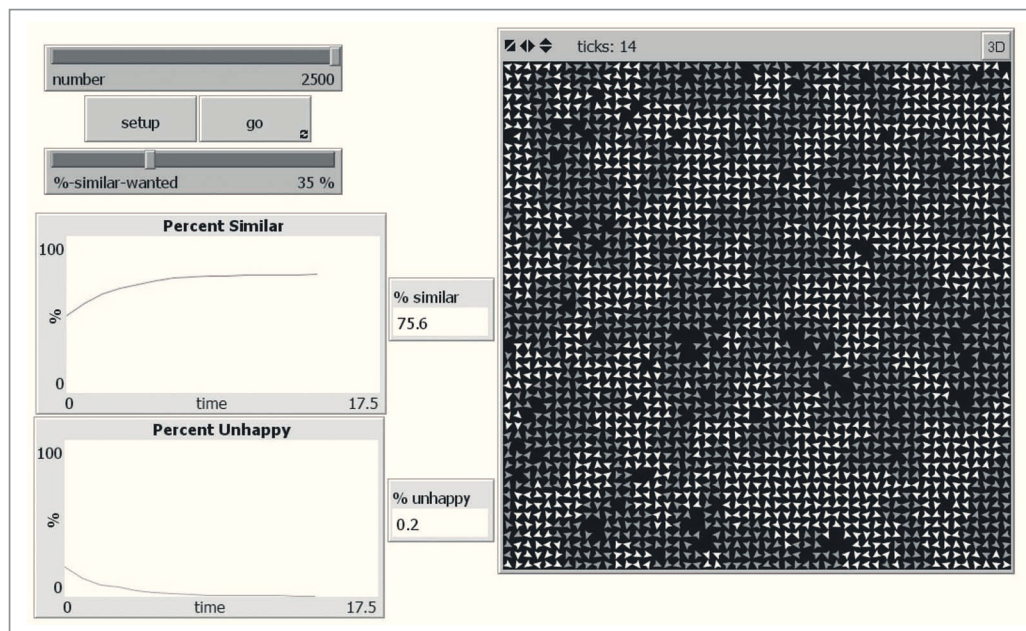 number 2500
setup
go
%-similar-wanted 35 %
Percent Similar
100
%
0
0 time 17.5
% similar
75.6
Percent Unhappy
100
%
0
0 time 17.5
% unhappy
0.2
ticks: 14
3D